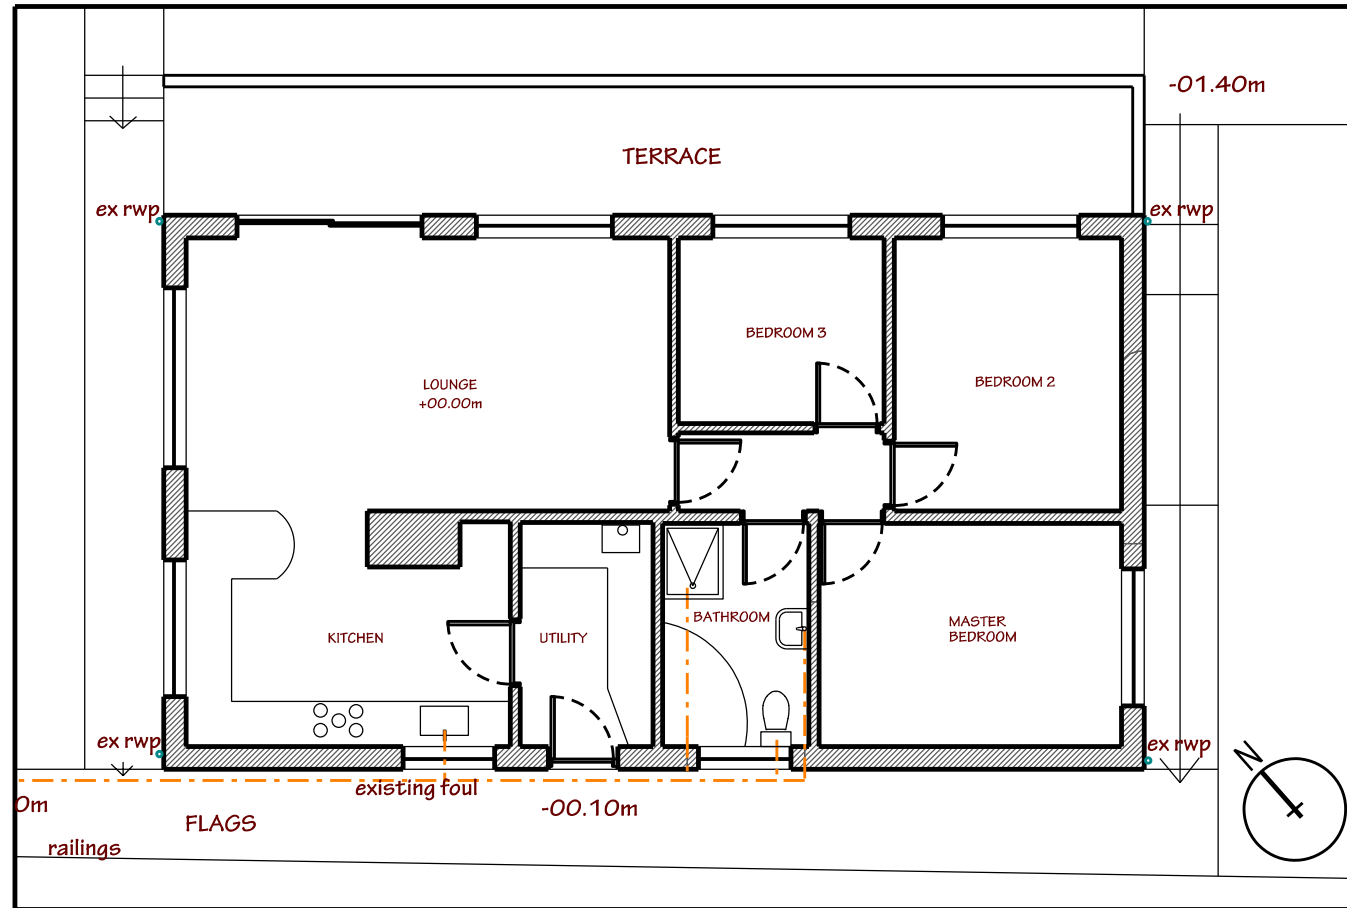 -01.40m
TERRACE
ex rwp
ex rwp
BEDROOM 3
LOUNGE
+00.00m
BEDROOM 2
KITCHEN
UTILITY
BATHROOM
MASTER
BEDROOM
ex rwp
ex rwp
N
existing foul
0m
-00.10m
FLAGS
railings